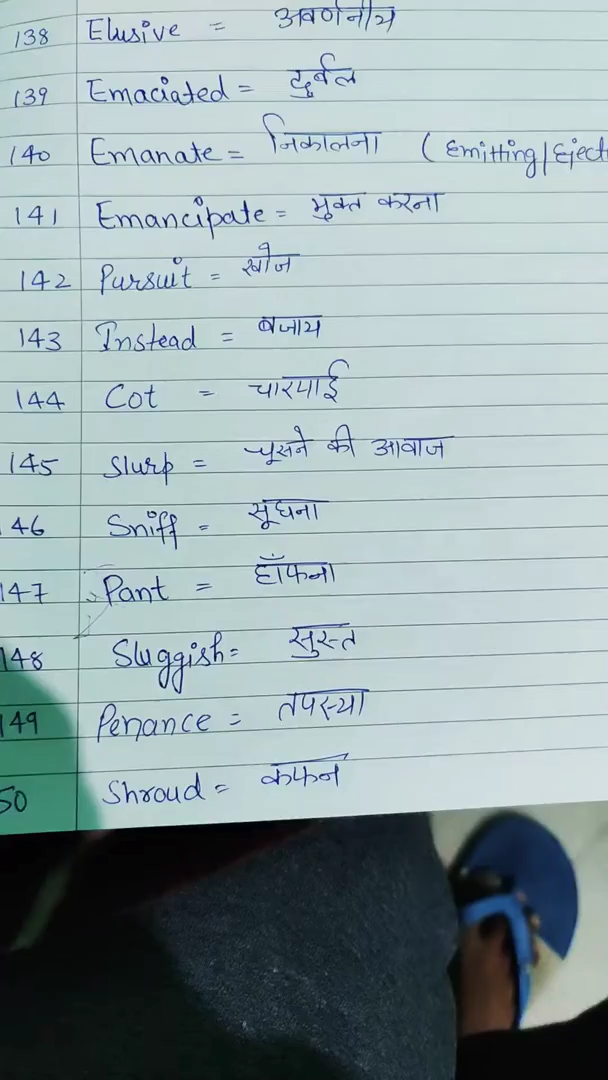 138 Elusive = अवर्णनीय
139 Emaciated = दुर्बल
140 Emanate = निकालना (Emitting/Eject
141 Emancipate = मुक्त करना
142 Pursuit = खोज
143 Instead = बजाय
144 Cot = चारपाई
145 Slurp = चूसने की आवाज
46 Sniff = सूघना
147 Pant = हाँफना
148 Sluggish = सुस्त
149 Penance = तपस्या
50 Shroud = कफन